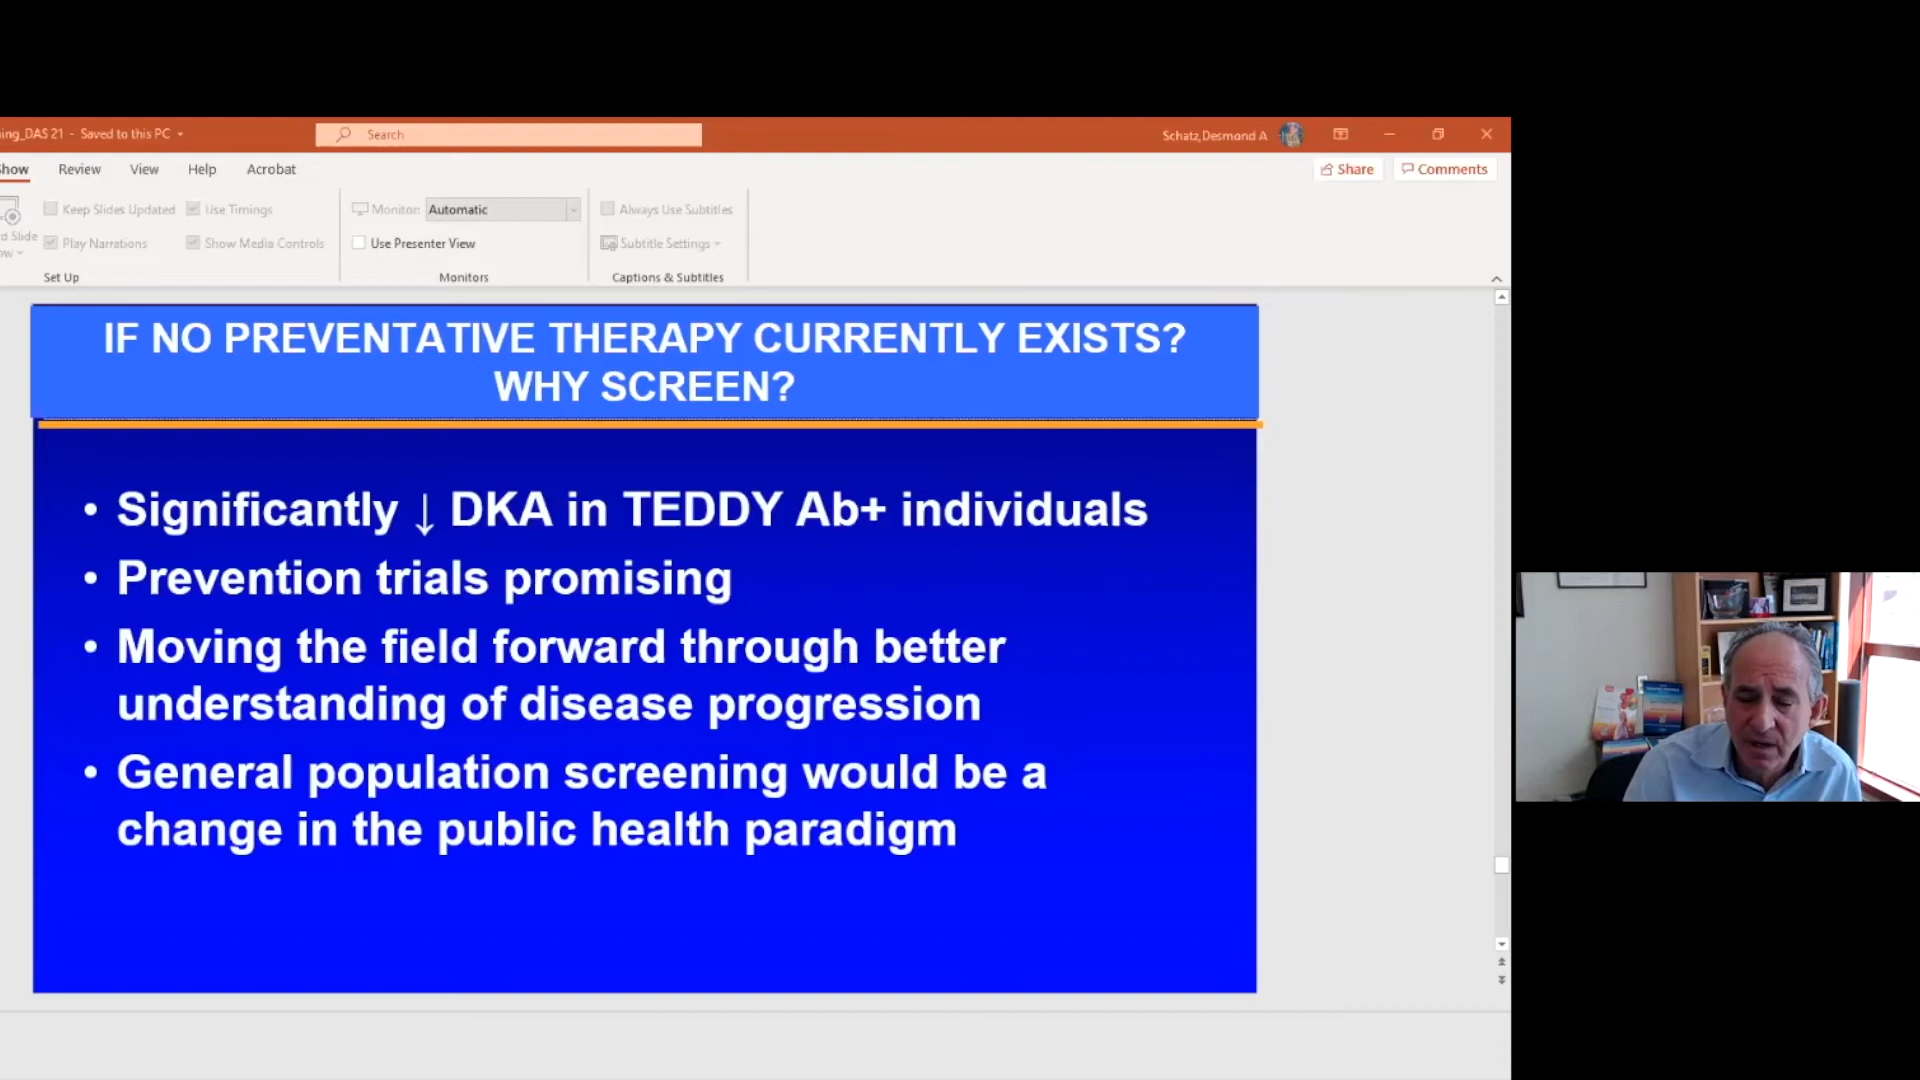 ing_DAS 21 - Saved to this PC
Search
Schatz,Desmond A
Show
Review
View
Help
Acrobat
Share
Comments
Keep Slides Updated
Use Timings
Monitor:
Automatic
Always Use Subtitles
d Slide
ow
Play Narrations
Show Media Controls
Use Presenter View
Subtitle Settings
Set Up
Monitors
Captions & Subtitles
IF NO PREVENTATIVE THERAPY CURRENTLY EXISTS?
WHY SCREEN?
• Significantly ↓ DKA in TEDDY Ab+ individuals
• Prevention trials promising
• Moving the field forward through better
understanding of disease progression
• General population screening would be a
change in the public health paradigm